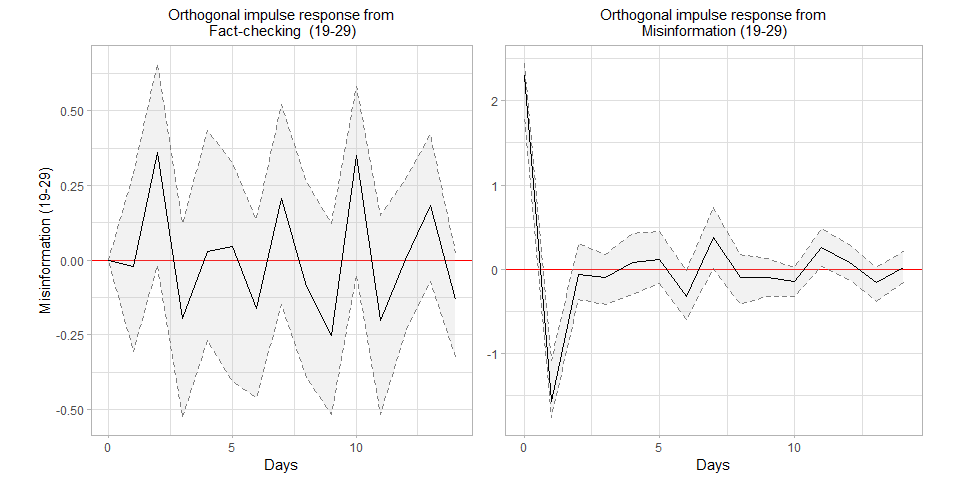 Orthogonal impulse response from
Fact-checking (19-29)
Misinformation (19-29)
0.50
0.25
0.00
-0.25
-0.50
0
5
10
Days
Orthogonal impulse response from
Misinformation (19-29)
2
1
0
-1
0
5
10
Days